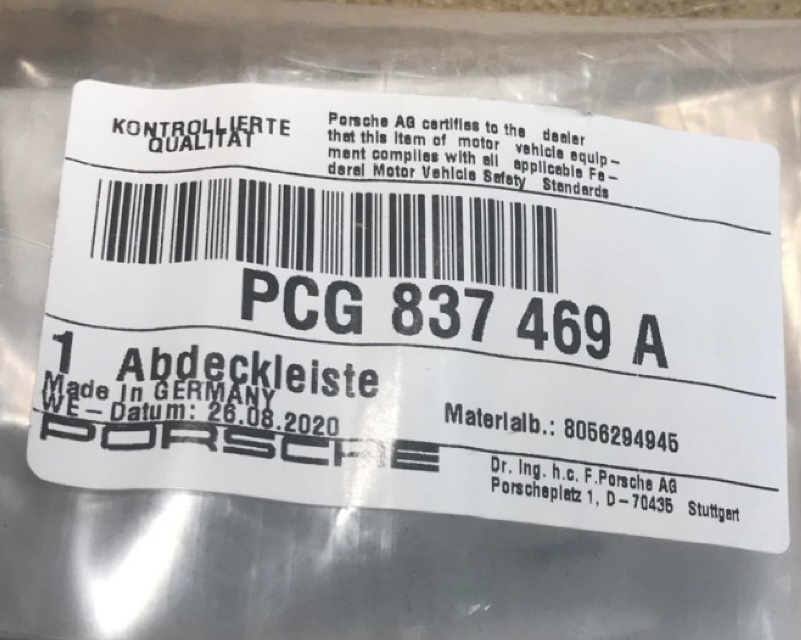 KONTROLLIERTE
QUALITÄT
Porsche AG certifies to the dealer
that this item of motor vehicle equip–
ment complies with all applicable Fe–
deral Motor Vehicle Safety Standards
PCG 837 469 A
1 Abdeckleiste
Made in GERMANY
WE–Datum: 26.08.2020
Materialb.: 8056294945
PORSCHE
Dr. Ing. h.c. F.Porsche AG
Porscheplatz 1, D–70435 Stuttgart